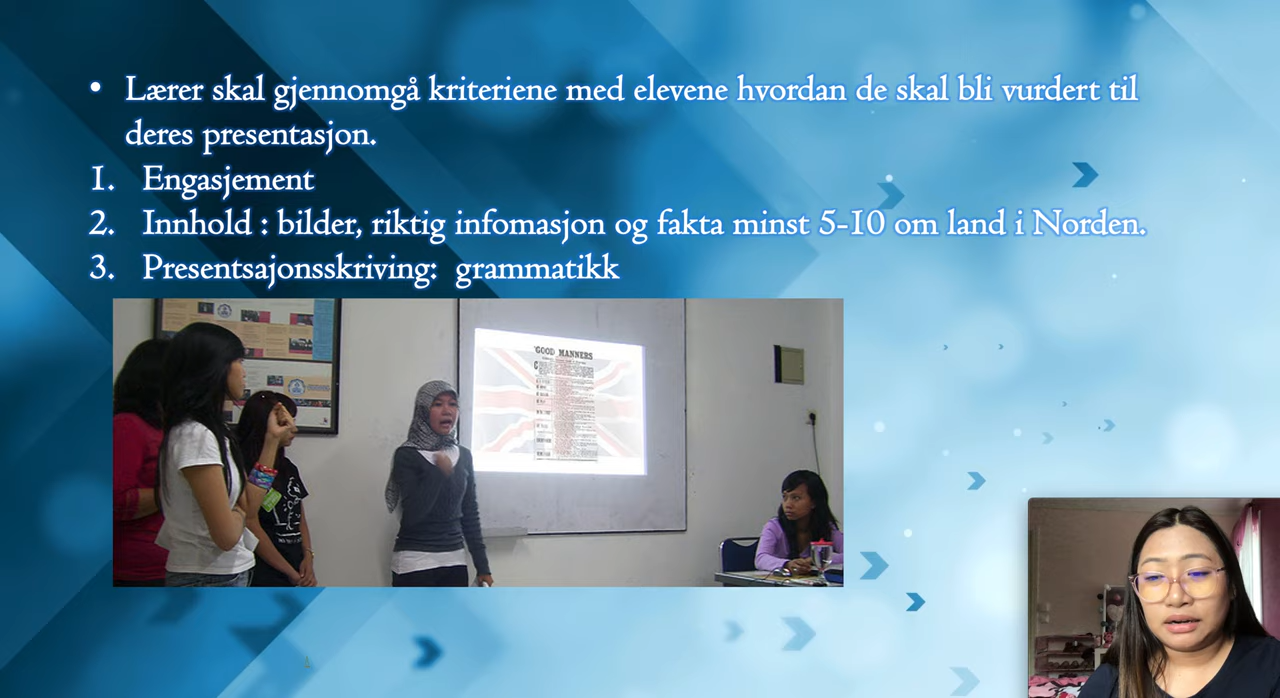 • Lærer skal gjennomgå kriteriene med elevene hvordan de skal bli vurdert til
deres presentasjon.
1. Engasjement
2. Innhold : bilder, riktig infomasjon og fakta minst 5-10 om land i Norden.
3. Presentsajonsskriving: grammatikk
'GOOD MANNERS